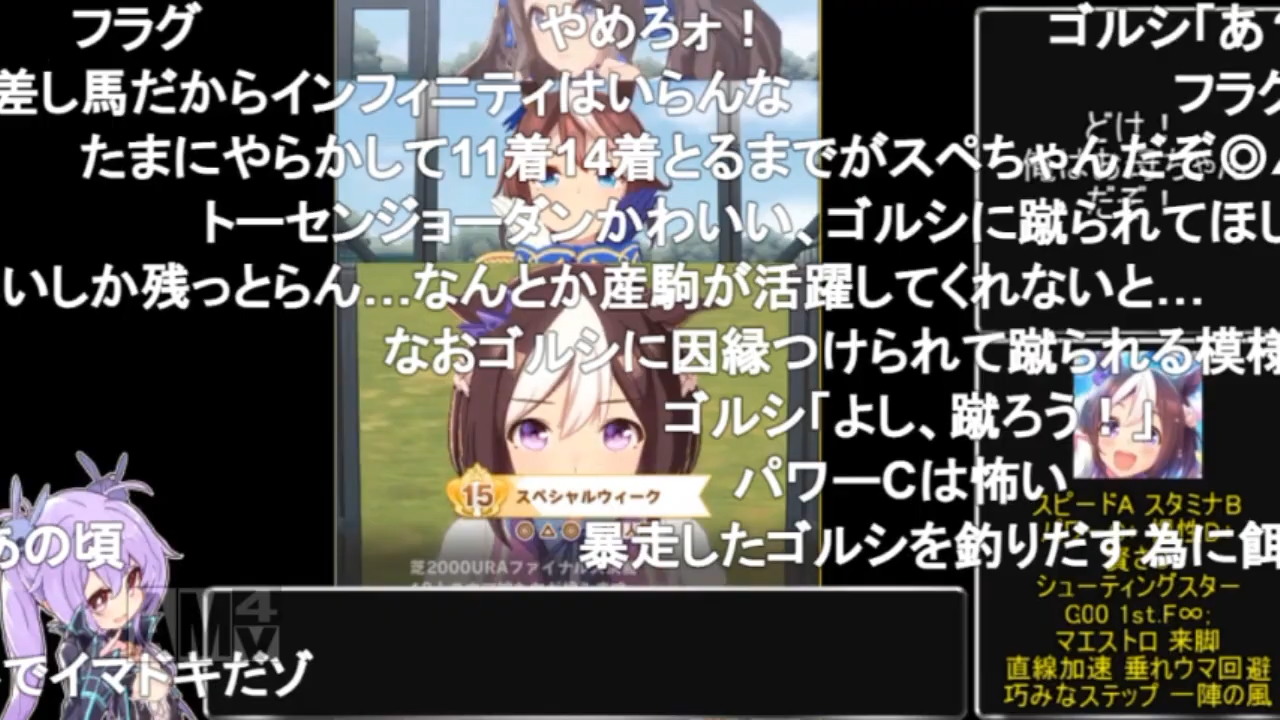 フラグ
やめろォ！
ゴルシ「あ
差し馬だからインフィニティはいらんな
フラグ
どけ！
たまにやらかして11着14着とるまでがスペちゃんだぞ◎
だぞ！
トーセンジョーダンかわいい、ゴルシに蹴られてほし
いしか残っとらん…なんとか産駒が活躍してくれないと…
なおゴルシに因縁つけられて蹴られる模様
ゴルシ「よし、蹴ろう！」
パワーCは怖い
15 スペシャルウィーク
スピードA スタミナB
あの頃
暴走したゴルシを釣りだす為に餌
芝2000URAファイナル
シューティングスター
G00 1st.F∞;
マエストロ 来脚
でイマドキだゾ
直線加速 垂れウマ回避
巧みなステップ 一陣の風